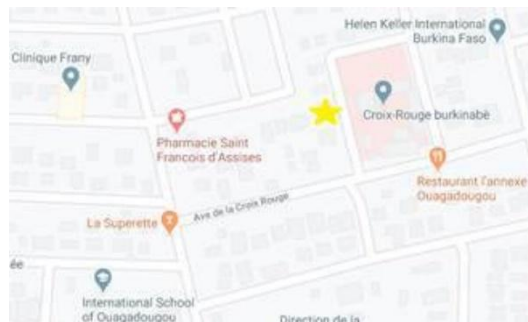 Helen Keller International
Burkina Faso
Clinique Frany
Croix-Rouge burkinabè
Pharmacie Saint
Francois d'Assises
Restaurant l'annexe
Ouagadougou
Ave de la Croix Rouge
La Superette
ée
International School
of Ouagadougou
Direction de la